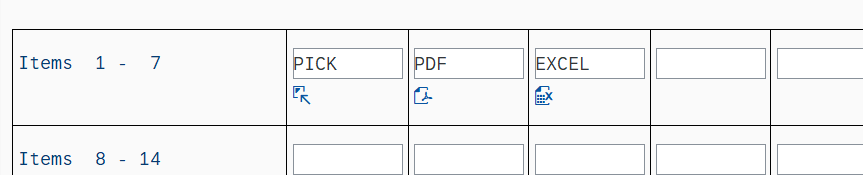 Items  1 -  7 PICK PDF EXCEL
Items  8 - 14